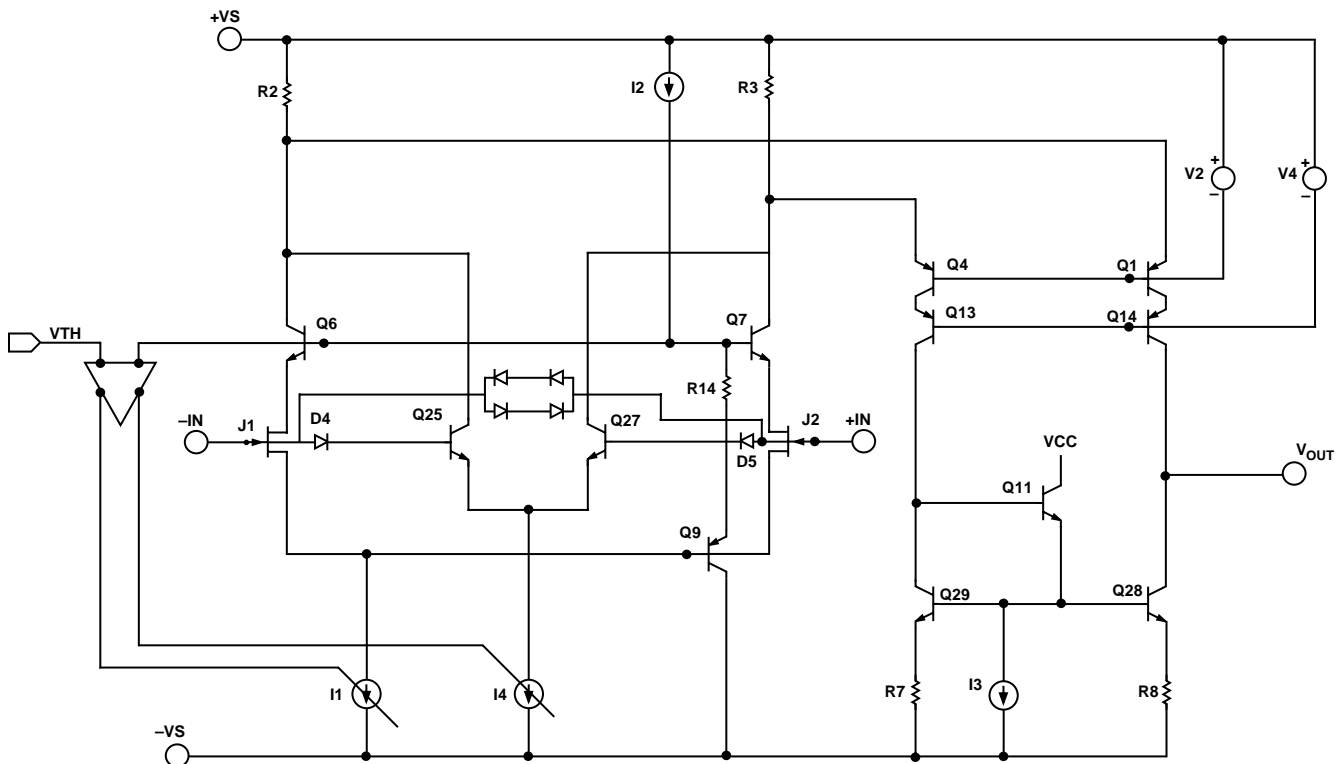 +VS
R2
I2
R3
V2
+
–
V4
+
–
Q4
Q1
Q6
Q7
Q13
Q14
VTH
R14
–IN
J1
D4
Q25
Q27
D5
J2
+IN
VCC
VOUT
Q11
Q9
Q29
Q28
I1
I4
R7
I3
R8
–VS